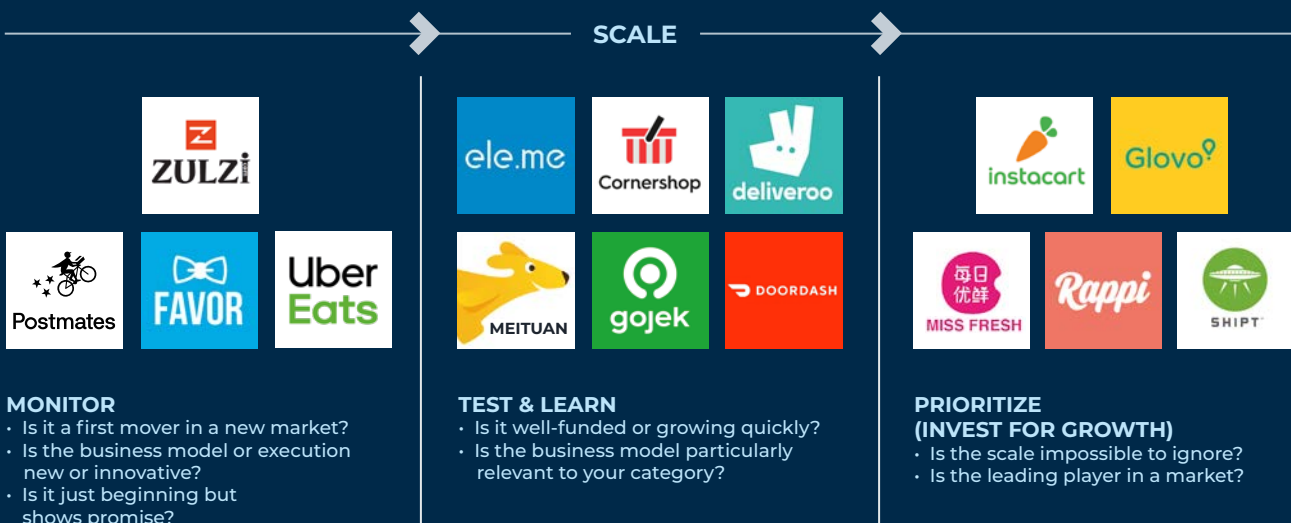 SCALE
ZULZi
Postmates
FAVOR
Uber
Eats
MONITOR
• Is it a first mover in a new market?
• Is the business model or execution
new or innovative?
• Is it just beginning but
shows promise?
ele.me
Cornershop
deliveroo
MEITUAN
gojek
DOORDASH
TEST & LEARN
• Is it well-funded or growing quickly?
• Is the business model particularly
relevant to your category?
instacart
Glovo
每日
优鲜
MISS FRESH
Rappi
SHIPT
PRIORITIZE
(INVEST FOR GROWTH)
• Is the scale impossible to ignore?
• Is the leading player in a market?